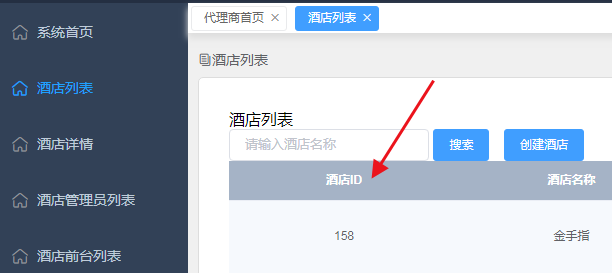 系统首页
酒店列表
酒店详情
酒店管理员列表
酒店前台列表
代理商首页 ×
酒店列表 ×
酒店列表
酒店列表
请输入酒店名称 搜索 创建酒店
酒店ID 酒店名称
158 金手指